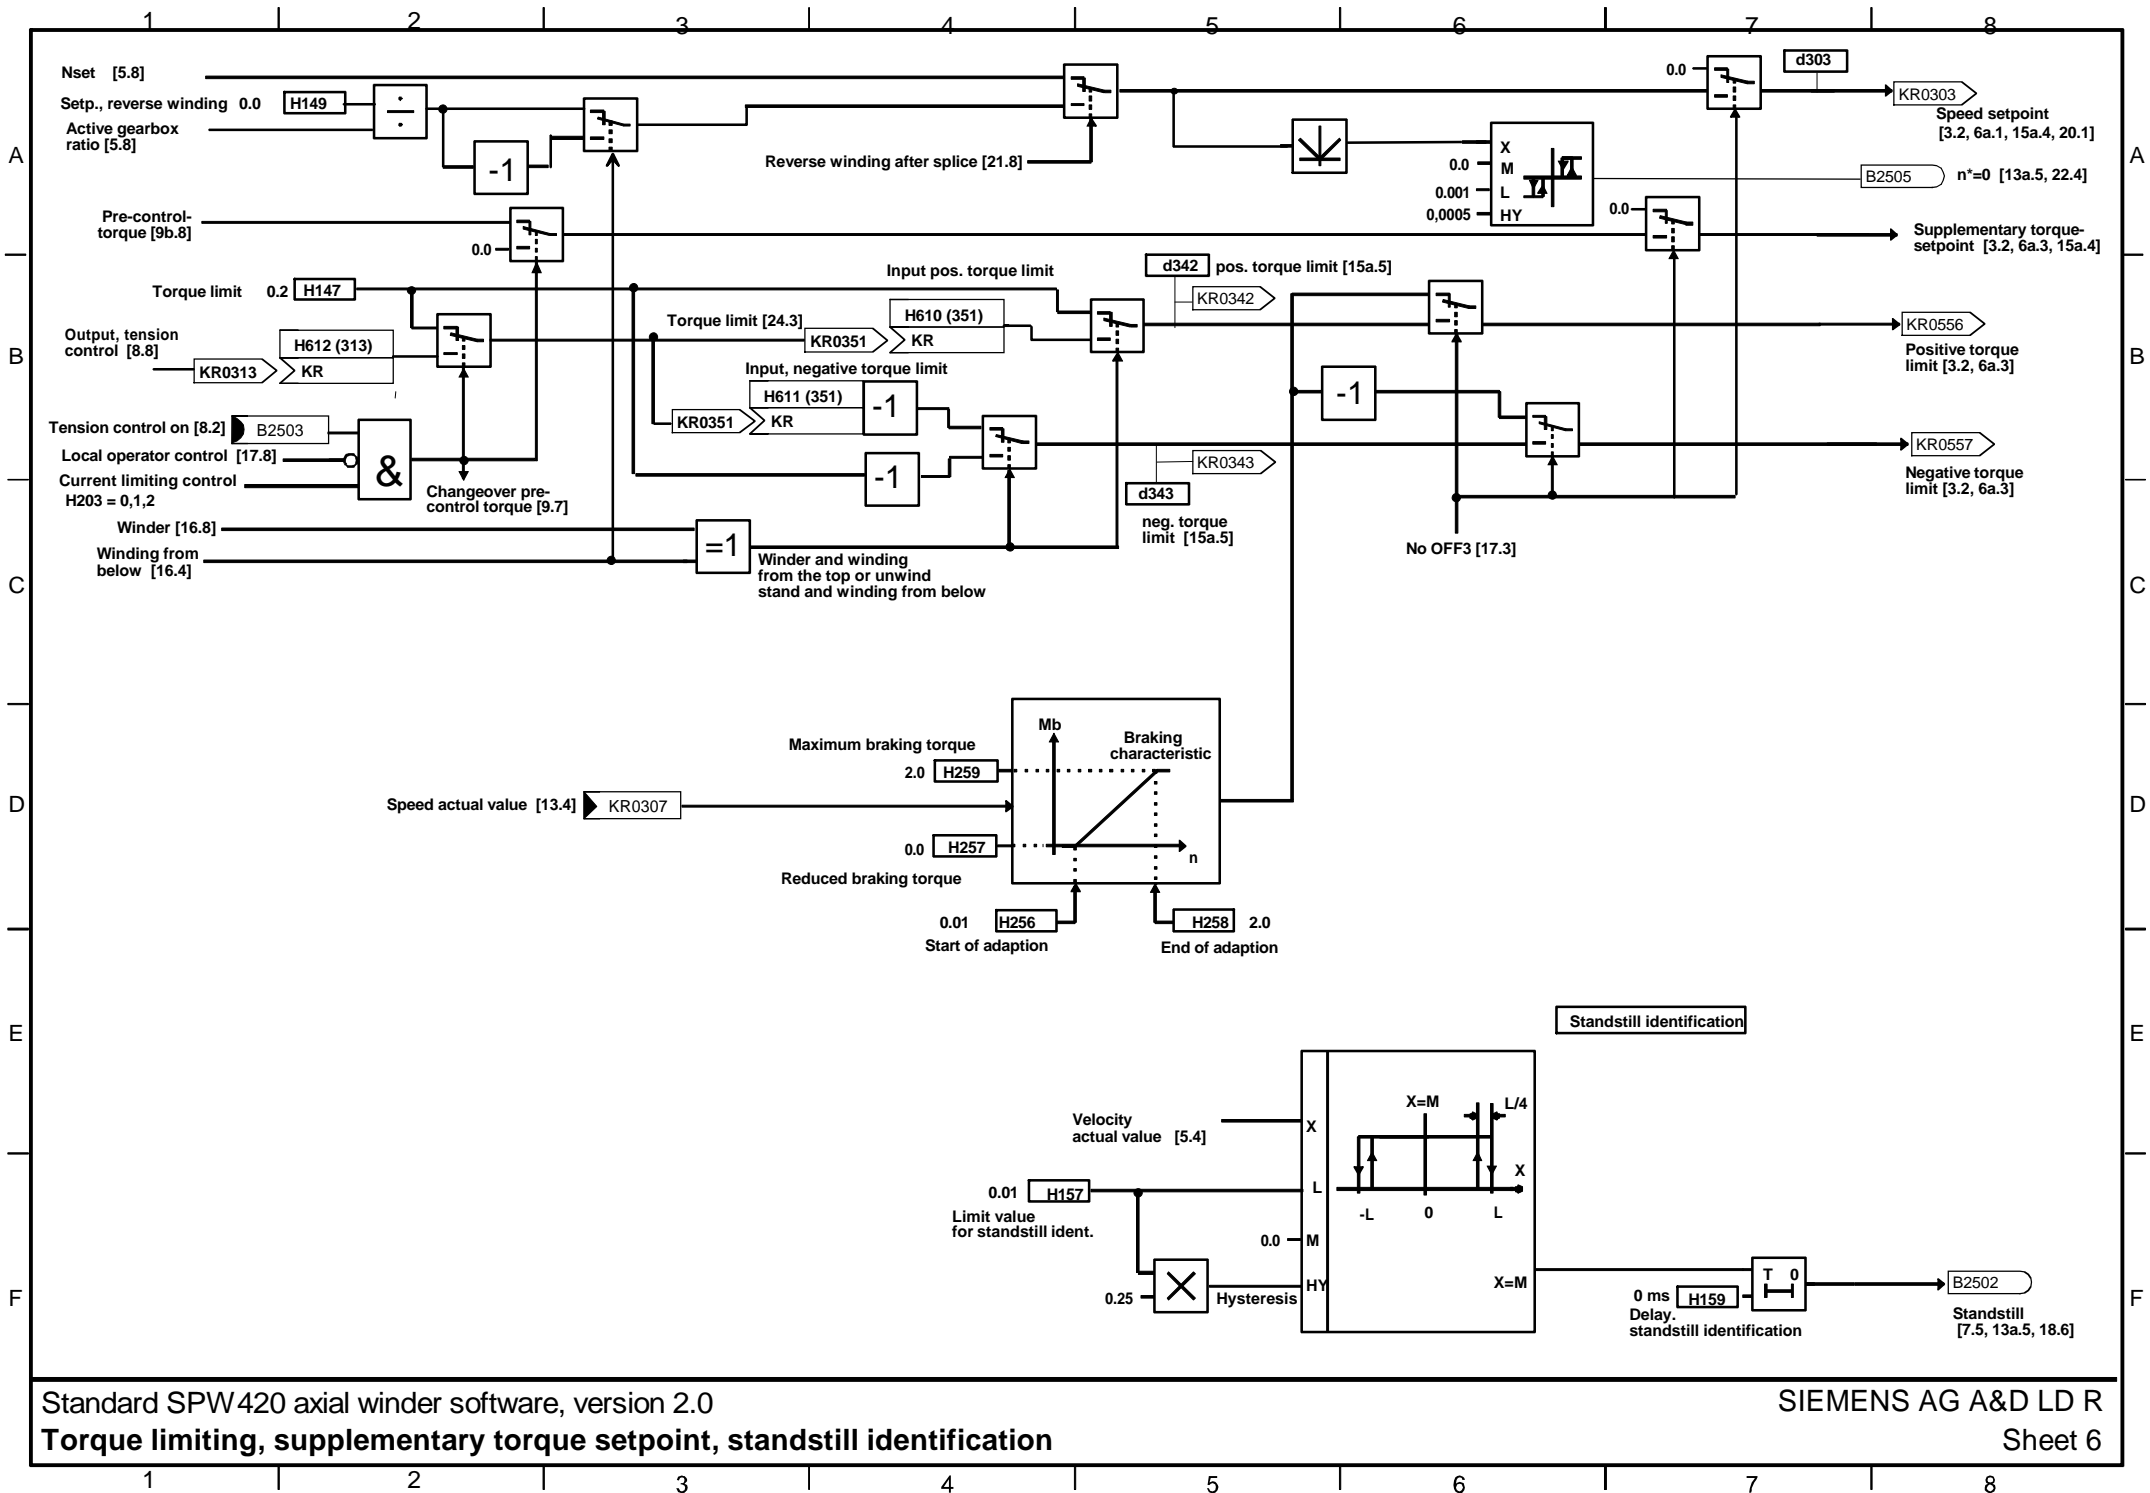 1 2 3 4 5 6 7 8
Nset [5.8]
Setp., reverse winding 0.0 H149
Active gearbox
ratio [5.8]
÷
-1
Reverse winding after splice [21.8]
X
0.0 M
0.001 L
0,0005 HY
0.0
d303
KR0303
Speed setpoint
[3.2, 6a.1, 15a.4, 20.1]
B2505 n*=0 [13a.5, 22.4]
A A
Pre-control-
torque [9b.8]
0.0
0.0
Supplementary torque-
setpoint [3.2, 6a.3, 15a.4]
Torque limit 0.2 H147
Input pos. torque limit
d342 pos. torque limit [15a.5]
KR0342
Output, tension
control [8.8]
KR0313
H612 (313)
KR
Torque limit [24.3]
KR0351
H610 (351)
KR
KR0556
Positive torque
limit [3.2, 6a.3]
B B
Input, negative torque limit
H611 (351)
KR0351
KR
-1
-1
-1
Tension control on [8.2] B2503
Local operator control [17.8]
Current limiting control
H203 = 0,1,2
&
Changeover pre-
control torque [9.7]
KR0343
d343
neg. torque
limit [15a.5]
KR0557
Negative torque
limit [3.2, 6a.3]
Winder [16.8]
Winding from
below [16.4]
=1
Winder and winding
from the top or unwind
stand and winding from below
No OFF3 [17.3]
C C
Mb
Braking
characteristic
n
Maximum braking torque
2.0 H259
Speed actual value [13.4] KR0307
0.0 H257
Reduced braking torque
0.01 H256
Start of adaption
H258 2.0
End of adaption
D D
Standstill identification
E E
Velocity
actual value [5.4]
X
0.01 H157
Limit value
for standstill ident.
L
0.0 M
0.25
Hysteresis HY
X=M
L/4
X
-L 0 L
X=M
T 0
0 ms H159
Delay.
standstill identification
B2502
Standstill
[7.5, 13a.5, 18.6]
F F
Standard SPW420 axial winder software, version 2.0
SIEMENS AG A&D LD R
Torque limiting, supplementary torque setpoint, standstill identification
Sheet 6
1 2 3 4 5 6 7 8